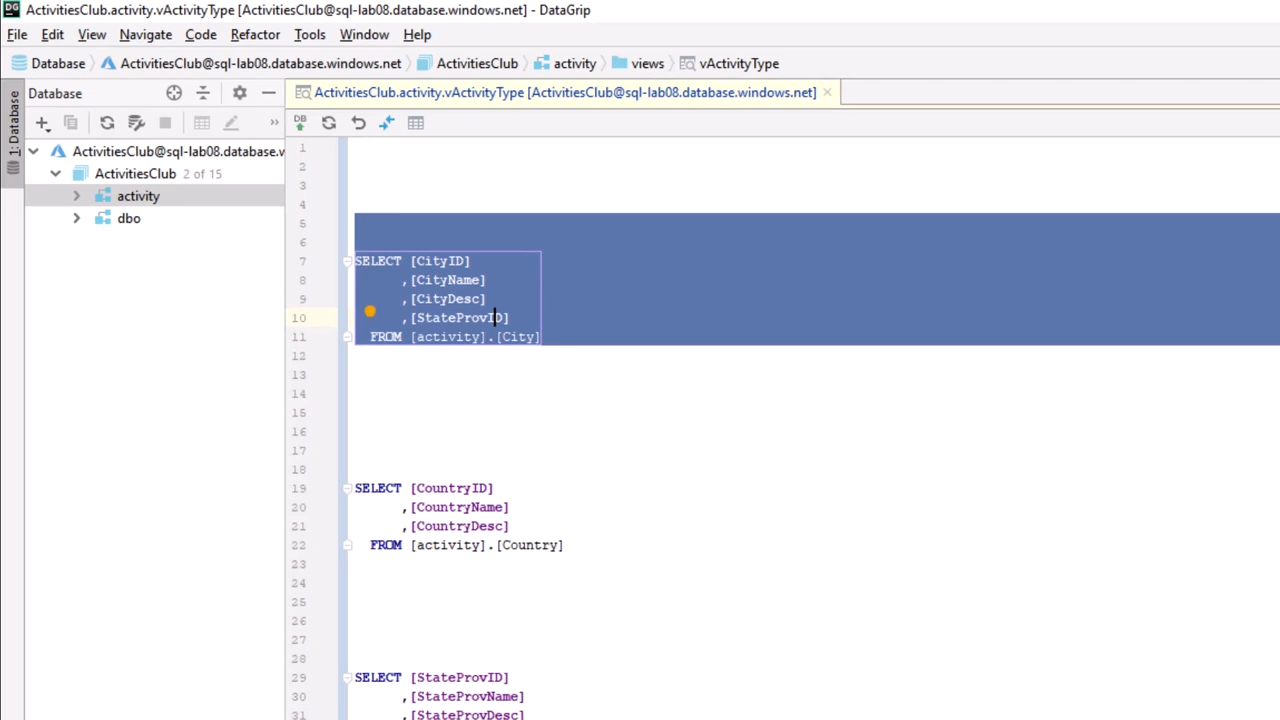 DG ActivitiesClub.activity.vActivityType [ActivitiesClub@sql-lab08.database.windows.net] - DataGrip
File Edit View Navigate Code Refactor Tools Window Help
Database ActivitiesClub@sql-lab08.database.windows.net ActivitiesClub activity views vActivityType
1: Database
Database
ActivitiesClub@sql-lab08.database.w
ActivitiesClub 2 of 15
activity
dbo
ActivitiesClub.activity.vActivityType [ActivitiesClub@sql-lab08.database.windows.net]
DB
1
2
3
4
5
6
7 SELECT [CityID]
8 ,[CityName]
9 ,[CityDesc]
10 ,[StateProvID]
11 FROM [activity].[City]
12
13
14
15
16
17
18
19 SELECT [CountryID]
20 ,[CountryName]
21 ,[CountryDesc]
22 FROM [activity].[Country]
23
24
25
26
27
28
29 SELECT [StateProvID]
30 ,[StateProvName]
31 ,[StateProvDesc]